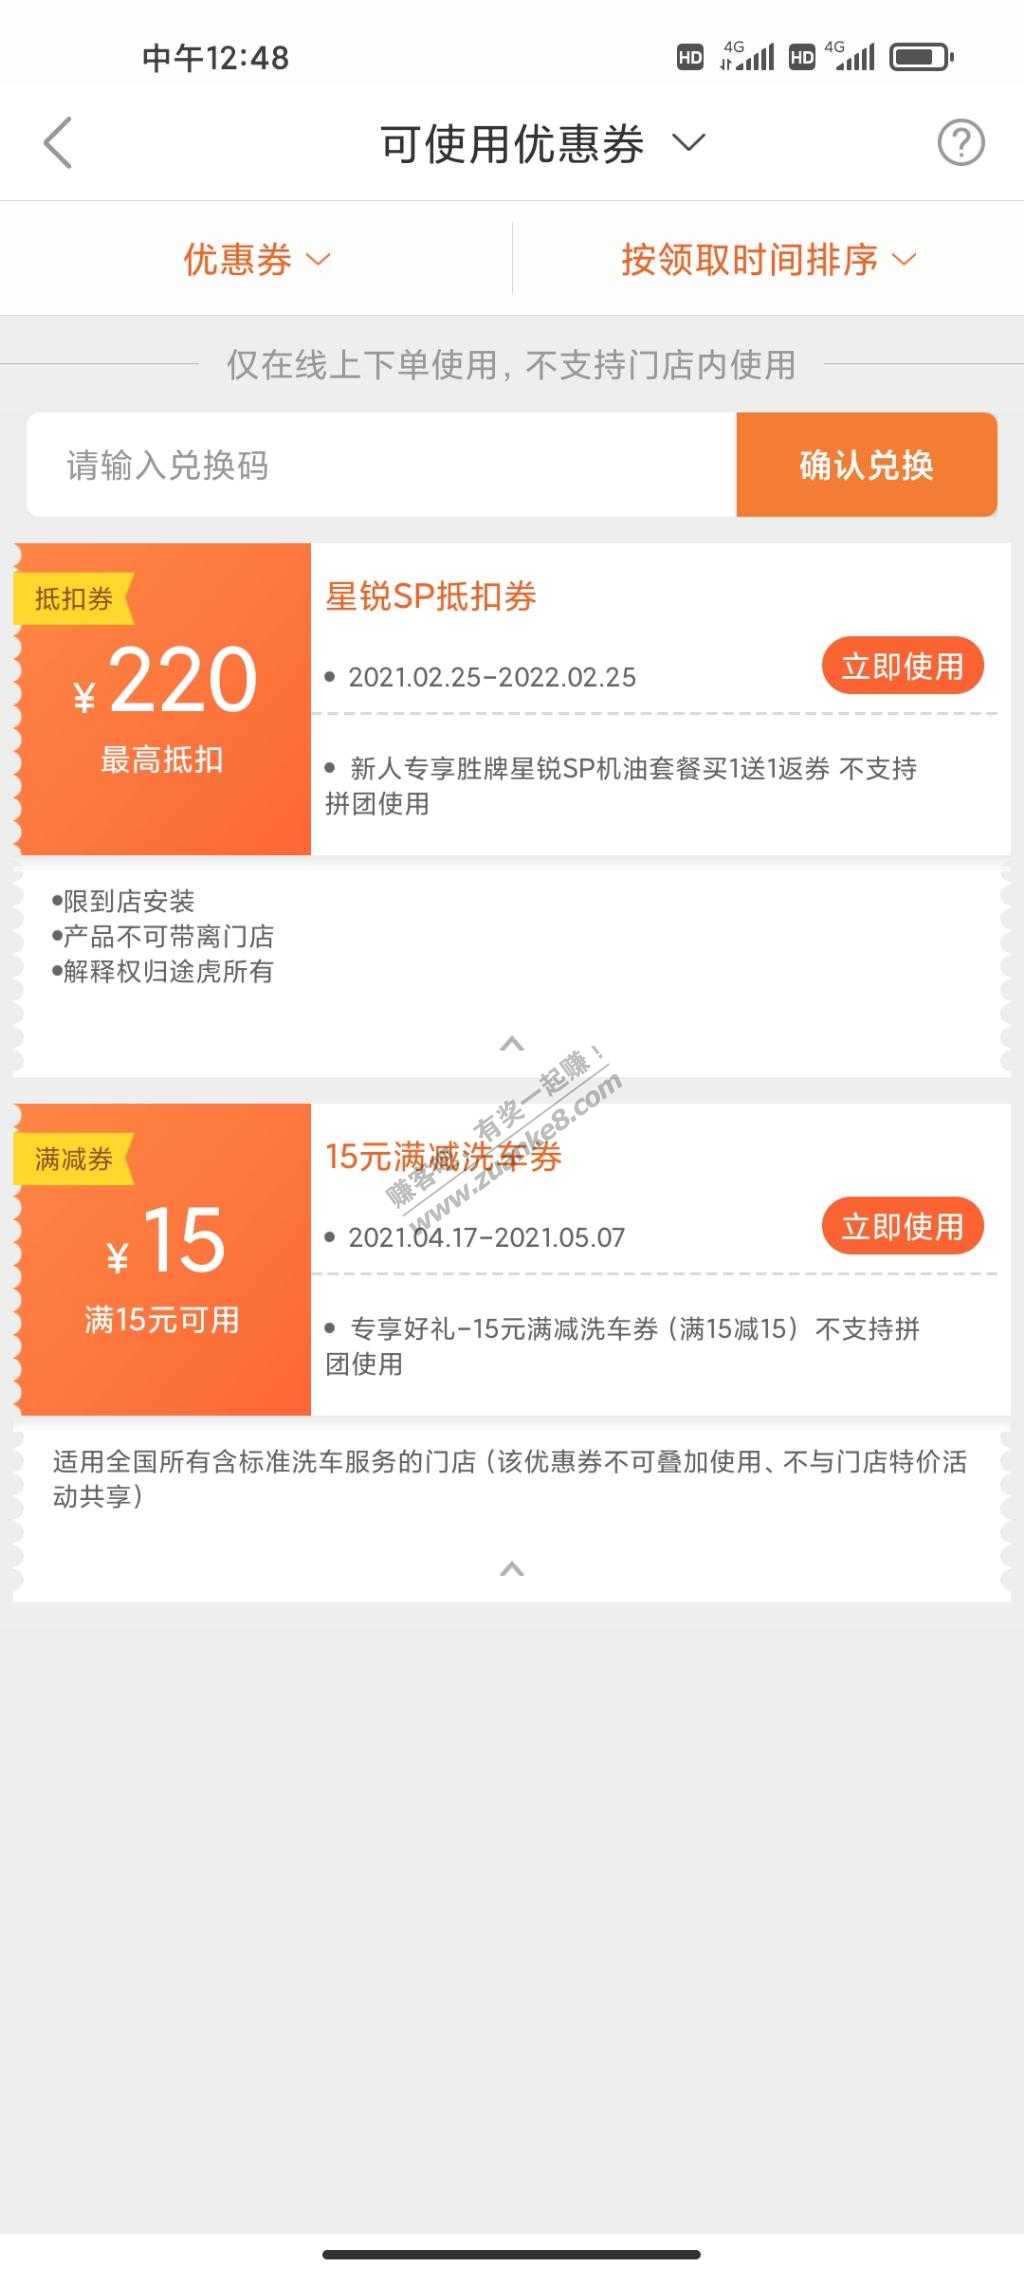 中午12:48
HD 4G HD 4G
可使用优惠券
优惠券 按领取时间排序
仅在线上下单使用，不支持门店内使用
请输入兑换码 确认兑换
抵扣券
¥220
最高抵扣
星锐SP抵扣券
• 2021.02.25-2022.02.25
立即使用
• 新人专享胜牌星锐SP机油套餐买1送1返券 不支持
拼团使用
•限到店安装
•产品不可带离门店
•解释权归途虎所有
满减券
¥15
满15元可用
15元满减洗车券
• 2021.04.17-2021.05.07
立即使用
• 专享好礼-15元满减洗车券（满15减15） 不支持拼
团使用
适用全国所有含标准洗车服务的门店（该优惠券不可叠加使用、不与门店特价活
动共享）
有奖一起赚！
www.zuanke8.com